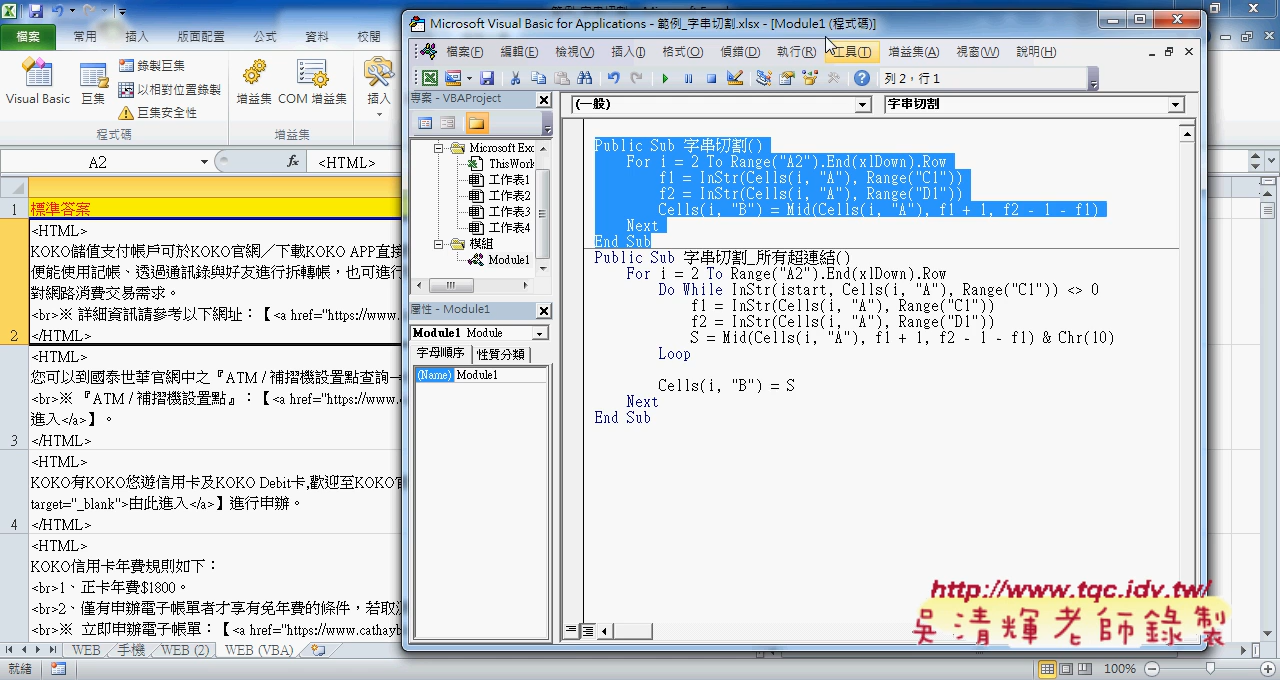 Microsoft Visual Basic for Applications - 範例_字串切割.xlsx - [Module1 (程式碼)]
檔案 常用 插入 版面配置 公式 資料 校閱
檔案(F) 編輯(E) 檢視(V) 插入(I) 格式(O) 偵錯(D) 執行(R) 工具(T) 增益集(A) 視窗(W) 說明(H)
Visual Basic 巨集 錄製巨集 以相對位置錄製 巨集安全性 增益集 COM 增益集 插入
程式碼 增益集
列 2，行 1
A2 fx <HTML>
專案 - VBAProject
Microsoft Exc
ThisWork
工作表1
工作表2
工作表3
工作表4
模組
Module1
屬性 - Module1
Module1 Module
字母順序 性質分類
(Name) Module1
(一般) 字串切割
Public Sub 字串切割()
For i = 2 To Range("A2").End(xlDown).Row
f1 = InStr(Cells(i, "A"), Range("C1"))
f2 = InStr(Cells(i, "A"), Range("D1"))
Cells(i, "B") = Mid(Cells(i, "A"), f1 + 1, f2 - 1 - f1)
Next
End Sub
Public Sub 字串切割_所有超連結()
For i = 2 To Range("A2").End(xlDown).Row
Do While InStr(istart, Cells(i, "A"), Range("C1")) <> 0
f1 = InStr(Cells(i, "A"), Range("C1"))
f2 = InStr(Cells(i, "A"), Range("D1"))
S = Mid(Cells(i, "A"), f1 + 1, f2 - 1 - f1) & Chr(10)
Loop
Cells(i, "B") = S
Next
End Sub
1 標準答案
<HTML>
KOKO儲值支付帳戶可於KOKO官網／下載KOKO APP直接
便能使用記帳、透過通訊錄與好友進行拆轉帳，也可進行
對網路消費交易需求。
<br>※ 詳細資訊請參考以下網址：【<a href="https://www.
2 </HTML>
<HTML>
您可以到國泰世華官網中之『ATM / 補摺機設置點查詢
<br>※『ATM / 補摺機設置點』：【<a href="https://www.c
進入</a>】。
3 </HTML>
<HTML>
KOKO有KOKO您遊信用卡及KOKO Debit卡,歡迎至KOKO官
target="_blank">由此進入</a>】進行申辦。
4 </HTML>
<HTML>
KOKO信用卡年費規則如下：
<br>1、正卡年費$1800。
<br>2、僅有申辦電子帳單者才享有免年費的條件，若取
<br>※ 立即申辦電子帳單：【<a href="https://www.cathayb
WEB 手機 WEB (2) WEB (VBA)
就緒 100%
http://www.tqc.idv.tw/
吳清輝老師錄製